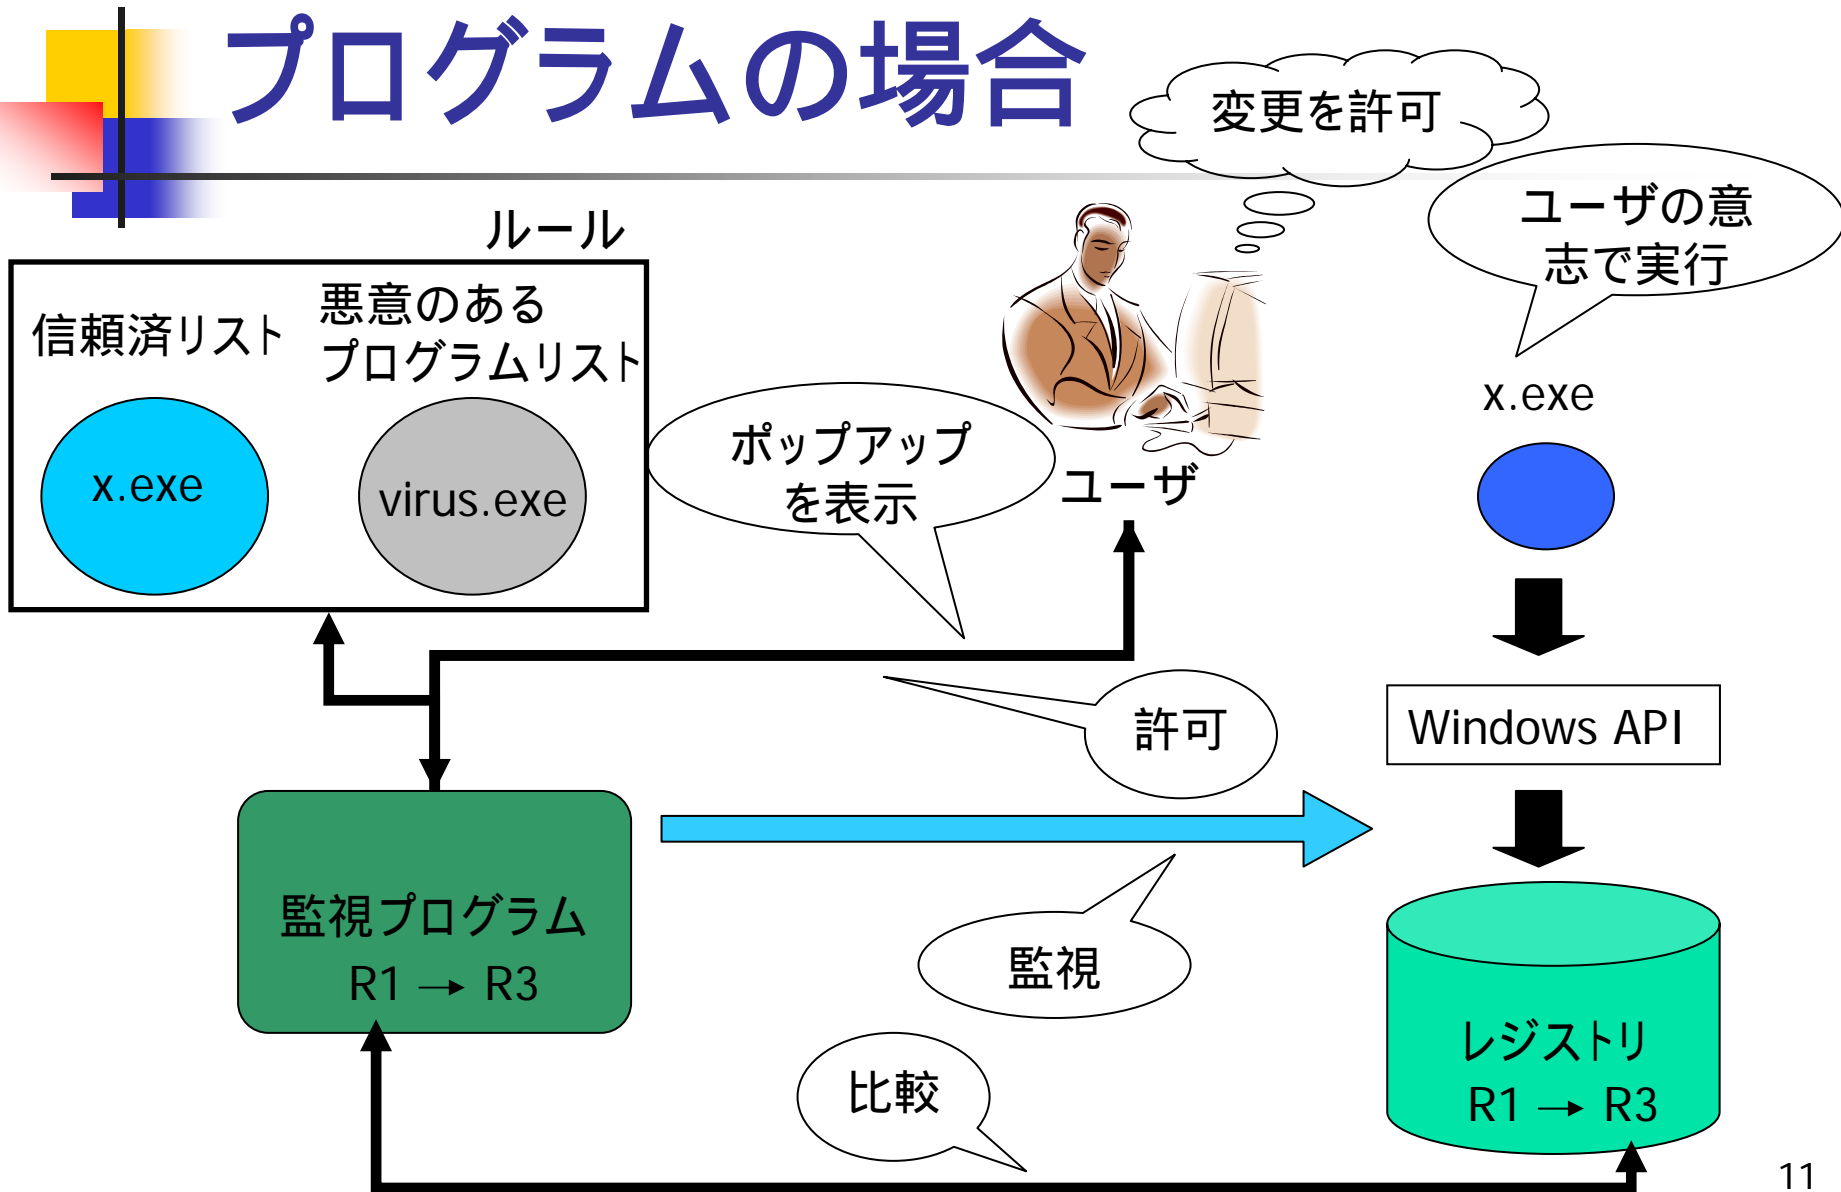 プログラムの場合
変更を許可
ユーザの意
志で実行
ルール
信頼済リスト
悪意のある
プログラムリスト
x.exe
virus.exe
ポップアップ
を表示
ユーザ
x.exe
許可
Windows API
監視プログラム
R1 → R3
監視
比較
レジストリ
R1 → R3
11